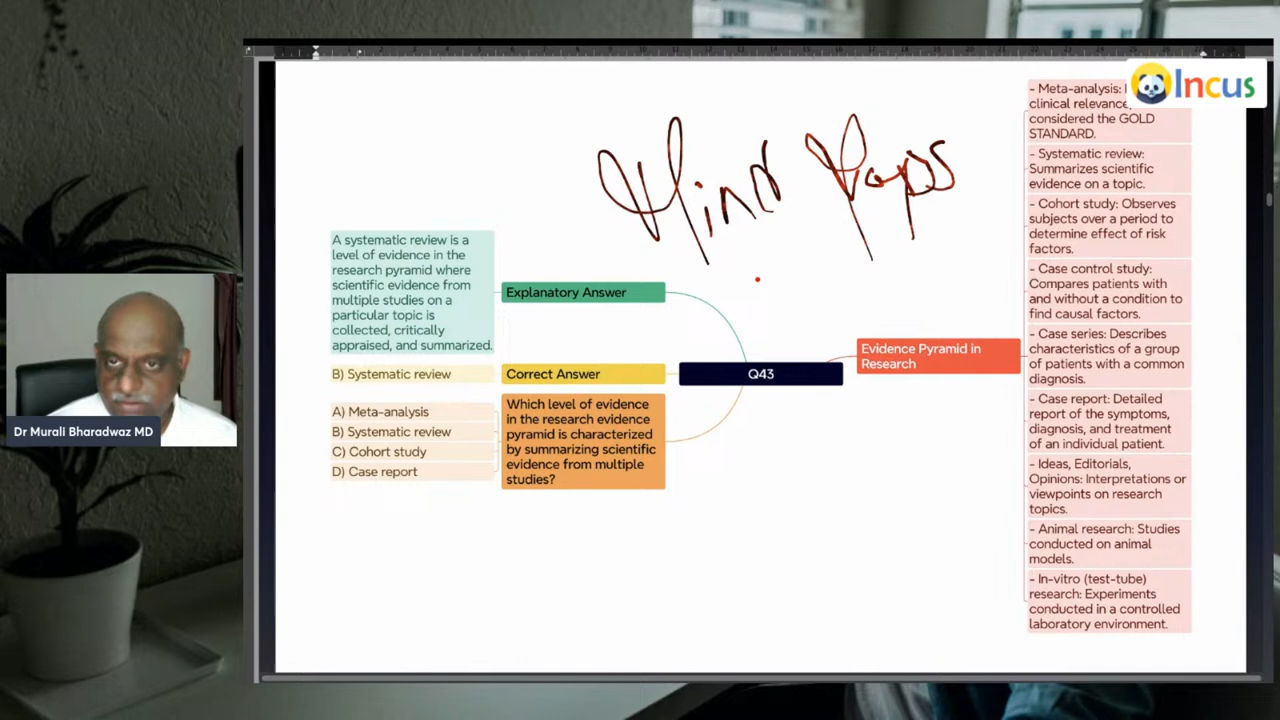 Incus
Mind Maps
A systematic review is a
level of evidence in the
research pyramid where
scientific evidence from
multiple studies on a
particular topic is
collected, critically
appraised, and summarized.
Explanatory Answer
B) Systematic review
Correct Answer
A) Meta-analysis
B) Systematic review
C) Cohort study
D) Case report
Which level of evidence
in the research evidence
pyramid is characterized
by summarizing scientific
evidence from multiple
studies?
Q43
Evidence Pyramid in
Research
- Meta-analysis:
clinical relevance,
considered the GOLD
STANDARD.
- Systematic review:
Summarizes scientific
evidence on a topic.
- Cohort study: Observes
subjects over a period to
determine effect of risk
factors.
- Case control study:
Compares patients with
and without a condition to
find causal factors.
- Case series: Describes
characteristics of a group
of patients with a common
diagnosis.
- Case report: Detailed
report of the symptoms,
diagnosis, and treatment
of an individual patient.
- Ideas, Editorials,
Opinions: Interpretations or
viewpoints on research
topics.
- Animal research: Studies
conducted on animal
models.
- In-vitro (test-tube)
research: Experiments
conducted in a controlled
laboratory environment.
Dr Murali Bharadwaz MD